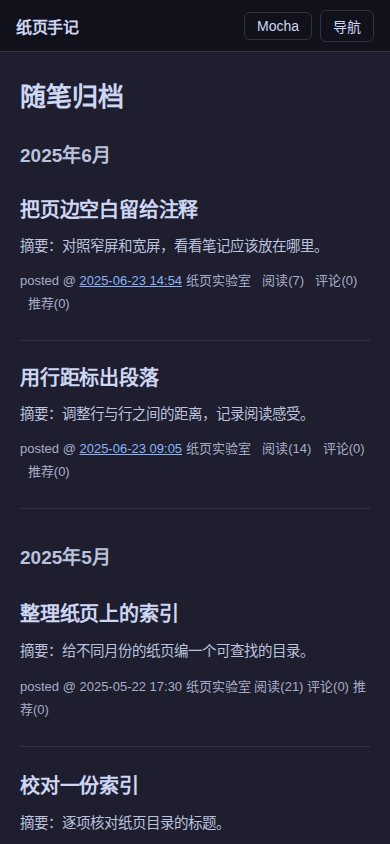 纸页手记
Mocha
导航
随笔归档
2025年6月
把页边空白留给注释
摘要：对照窄屏和宽屏，看看笔记应该放在哪里。
posted @ 2025-06-23 14:54 纸页实验室 阅读(7) 评论(0)
推荐(0)
用行距标出段落
摘要：调整行与行之间的距离，记录阅读感受。
posted @ 2025-06-23 09:05 纸页实验室 阅读(14) 评论(0)
推荐(0)
2025年5月
整理纸页上的索引
摘要：给不同月份的纸页编一个可查找的目录。
posted @ 2025-05-22 17:30 纸页实验室 阅读(21) 评论(0) 推
荐(0)
校对一份索引
摘要：逐项核对纸页目录的标题。